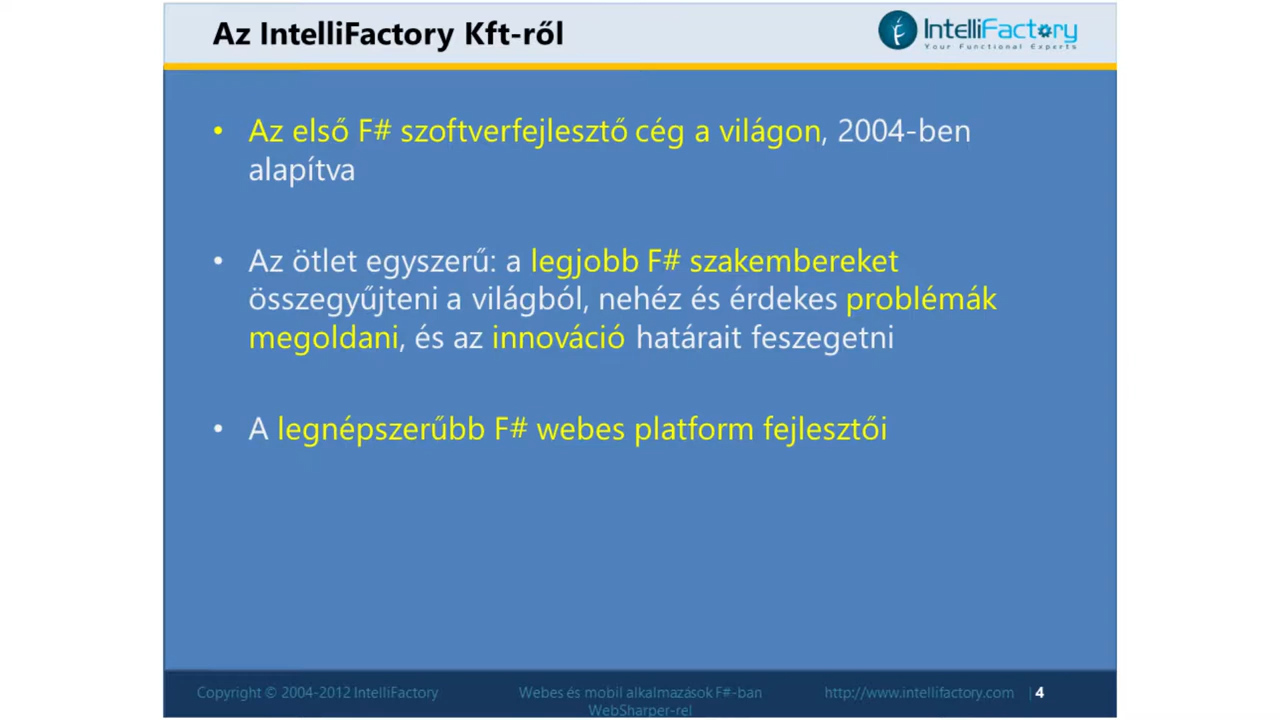 Az IntelliFactory Kft-ről
IntelliFactory
Your Functional Experts
• Az első F# szoftverfejlesztő cég a világon, 2004-ben
alapítva
• Az ötlet egyszerű: a legjobb F# szakembereket
összegyűjteni a világból, nehéz és érdekes problémák
megoldani, és az innováció határait feszegetni
• A legnépszerűbb F# webes platform fejlesztői
Copyright © 2004-2012 IntelliFactory
Webes és mobil alkalmazások F#-ban
WebSharper-rel
http://www.intellifactory.com | 4